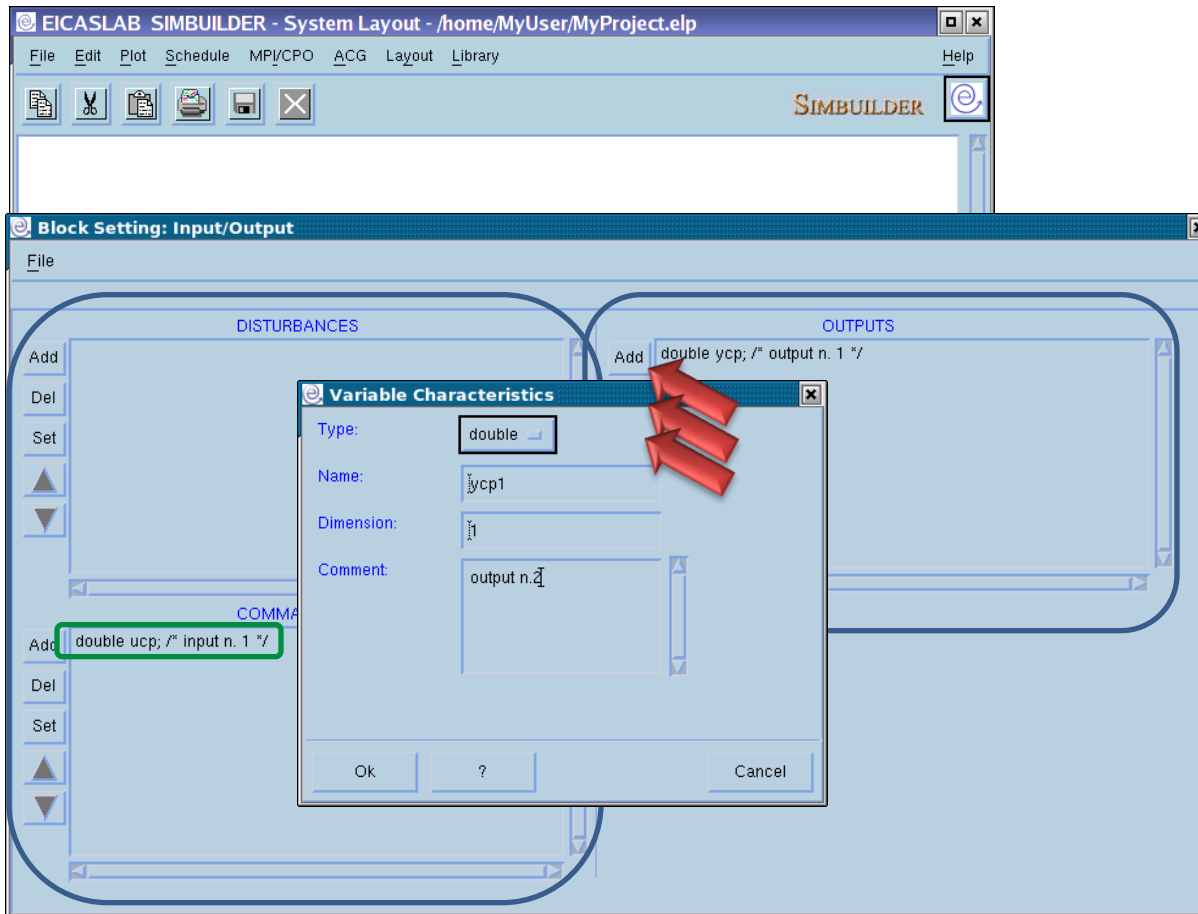 EICASLAB SIMBUILDER - System Layout - /home/MyUser/MyProject.elp
File Edit Plot Schedule MPI/CPO ACG Layout Library Help
SIMBUILDER
Block Setting: Input/Output
File
DISTURBANCES
Add
Del
Set
OUTPUTS
Add
double ycp; /* output n. 1 */
Variable Characteristics
Type:
double
Name:
ycp1
Dimension:
1
Comment:
output n.2
Ok
?
Cancel
COMMA
Add
double ucp; /* input n. 1 */
Del
Set